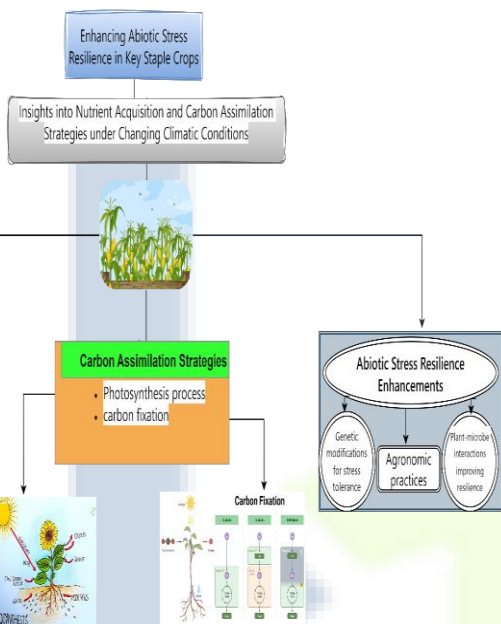 Enhancing Abiotic Stress
Resilience in Key Staple Crops
Insights into Nutrient Acquisition and Carbon Assimilation
Strategies under Changing Climatic Conditions
Carbon Assimilation Strategies
• Photosynthesis process
• carbon fixation
Abiotic Stress Resilience
Enhancements
Genetic
modifications
for stress
tolerance
Agronomic
practices
Plant-microbe
interactions
improving
resilience
Carbon Fixation